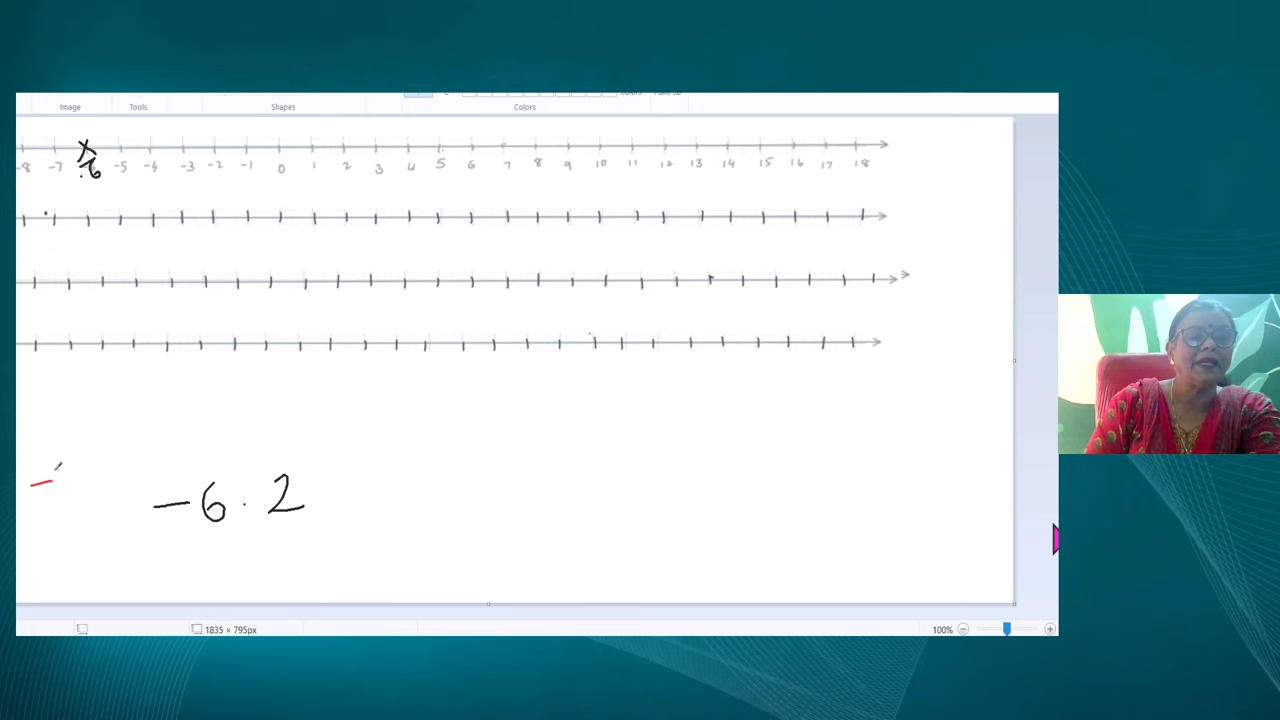 Image Tools Shapes Colors
-8 -7 -6 -5 -4 -3 -2 -1 0 1 2 3 4 5 6 7 8 9 10 11 12 13 14 15 16 17 18
-6.2
1835 × 795px 100%